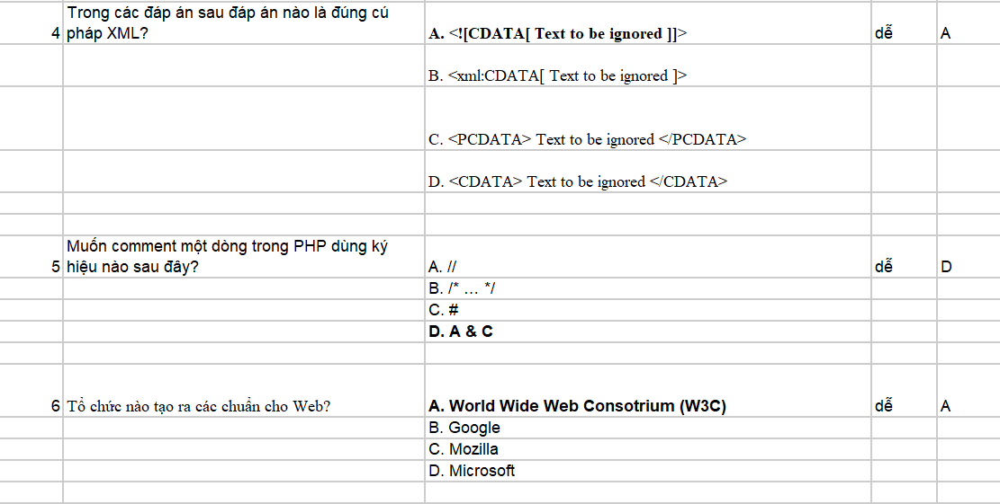 Trong các đáp án sau đáp án nào là đúng cú
4 pháp XML? A. <![CDATA[ Text to be ignored ]]> dễ A
B. <xml:CDATA[ Text to be ignored ]>
C. <PCDATA> Text to be ignored </PCDATA>
D. <CDATA> Text to be ignored </CDATA>
Muốn comment một dòng trong PHP dùng ký
5 hiệu nào sau đây? A. // dễ D
B. /* … */
C. #
D. A & C
6 Tổ chức nào tạo ra các chuẩn cho Web? A. World Wide Web Consotrium (W3C) dễ A
B. Google
C. Mozilla
D. Microsoft